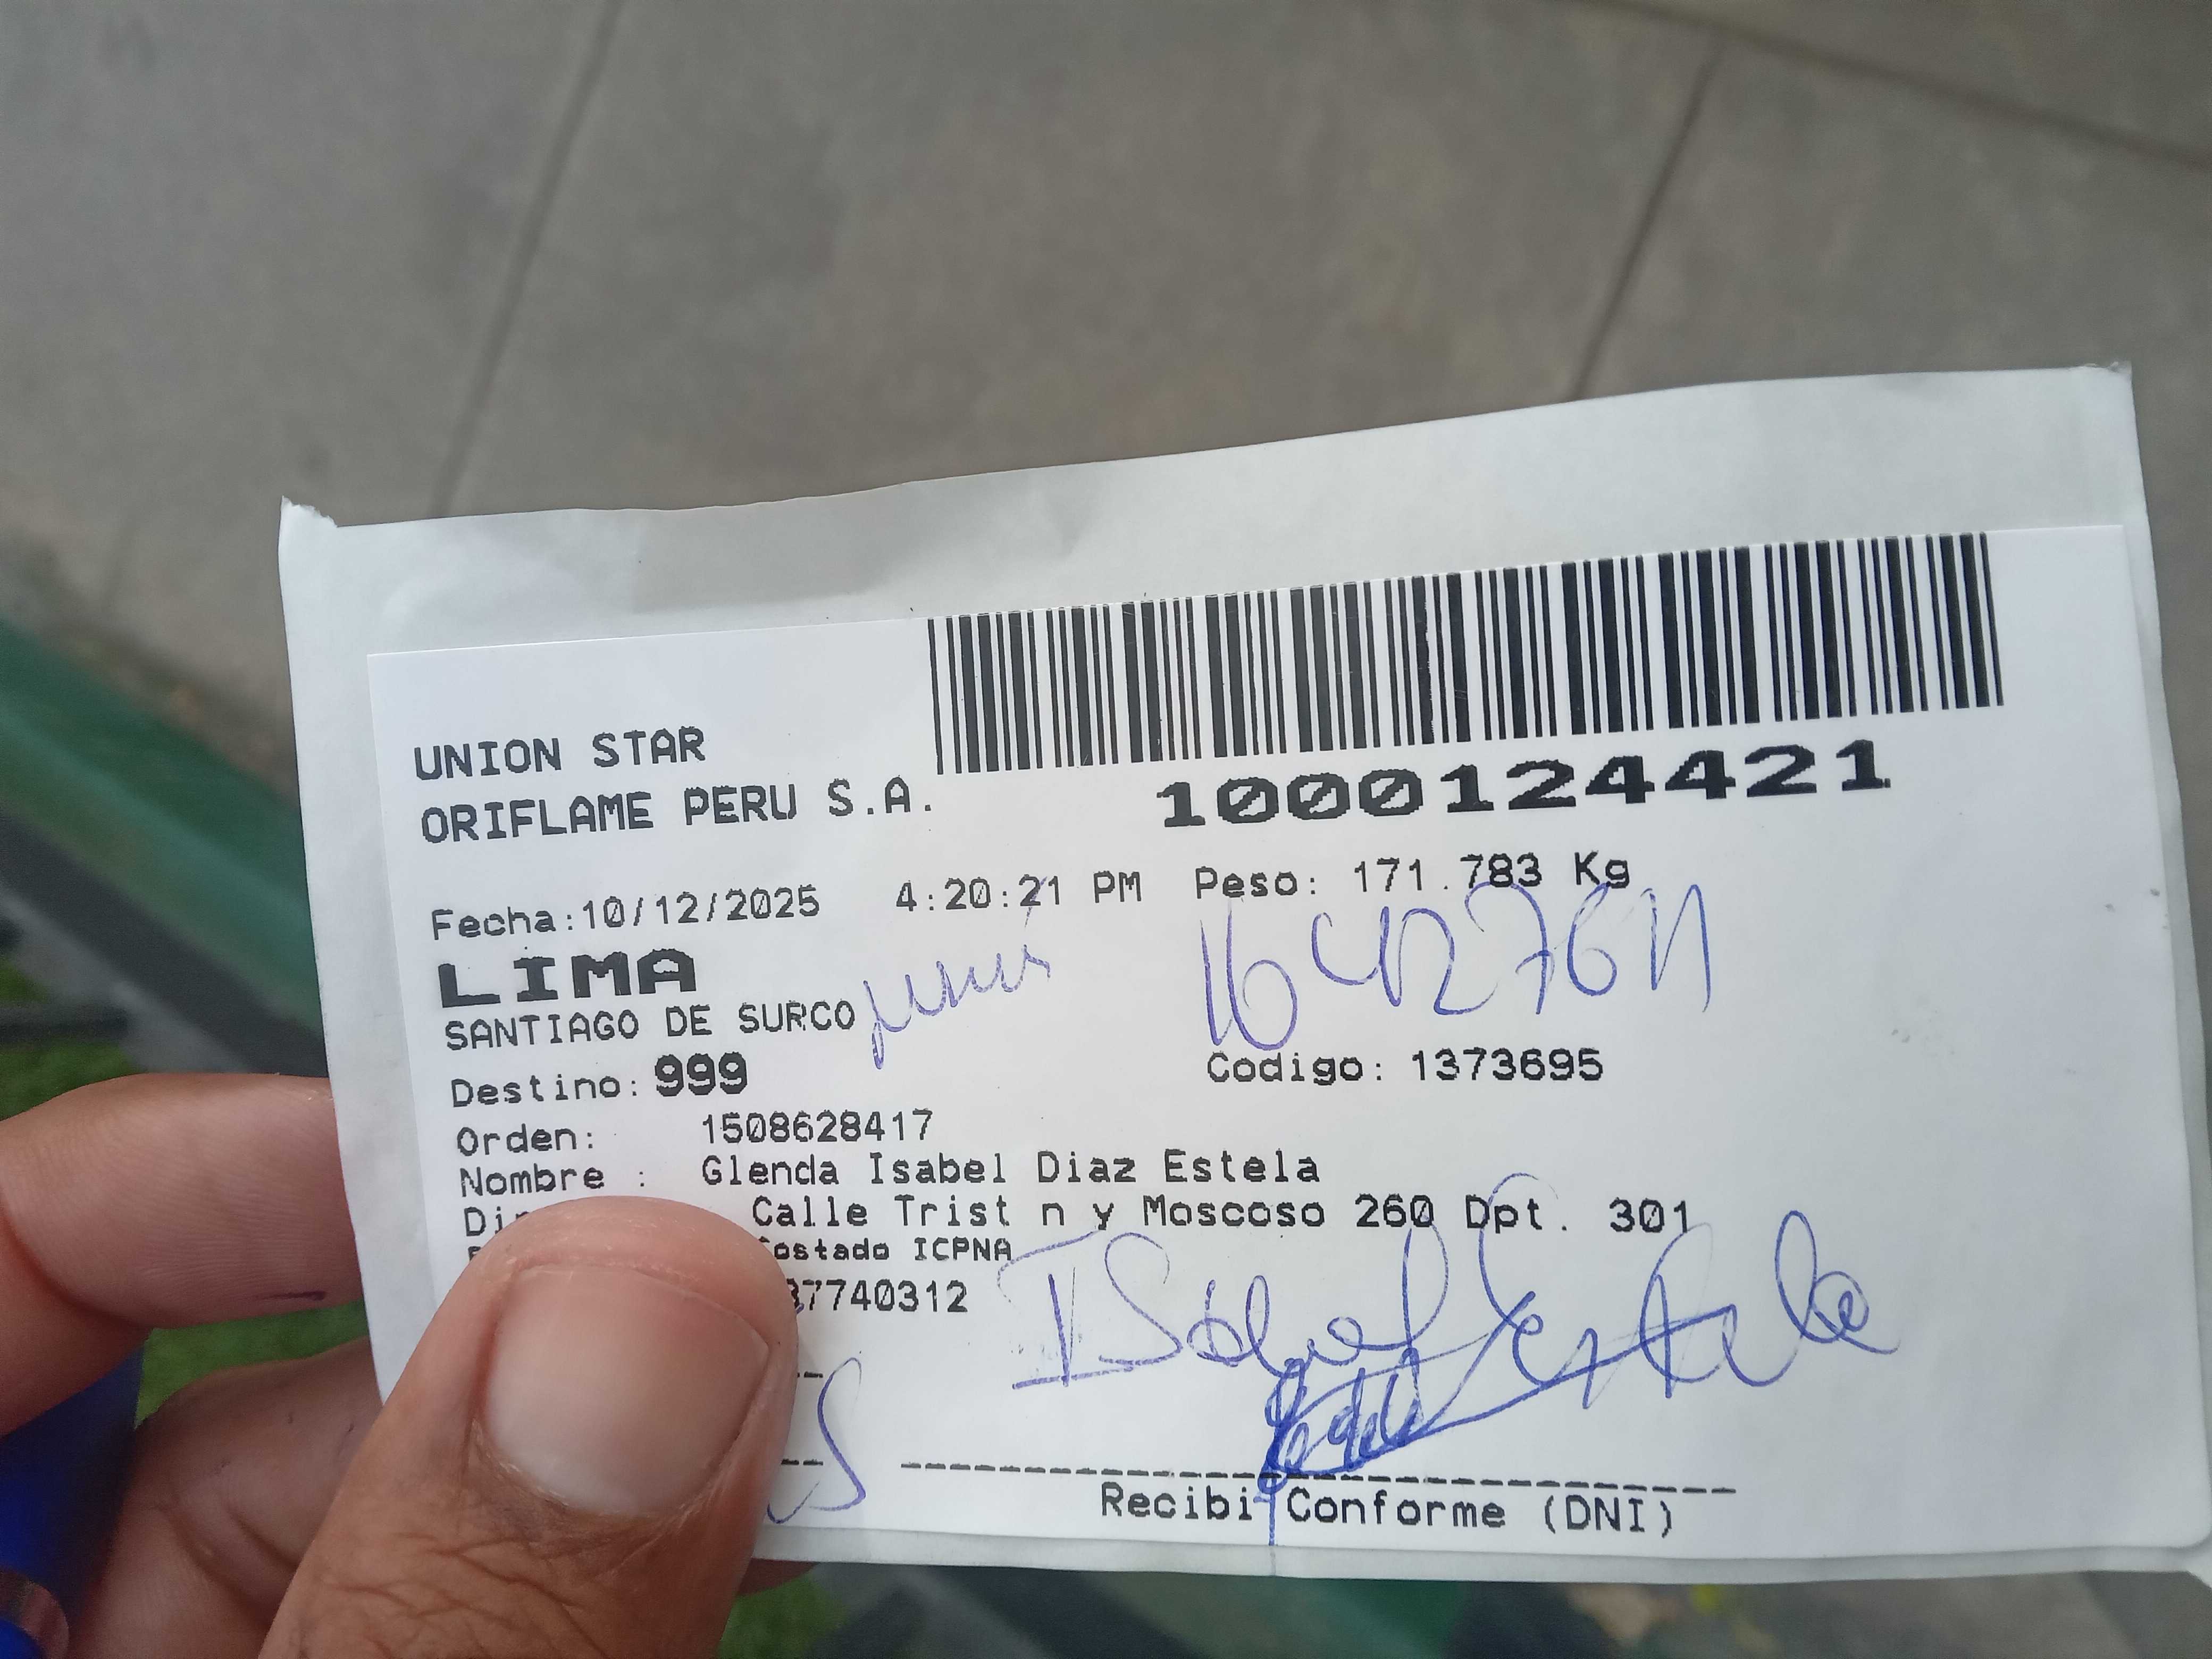 UNION STAR
ORIFLAME PERU S.A.
1000124421
Fecha:10/12/2025 4:20:21 PM Peso: 171.783 Kg
LIMA
SANTIAGO DE SURCO
Destino: 999 Codigo: 1373695
Orden: 1508628417
Nombre : Glenda Isabel Diaz Estela
Calle Trist n y Moscoso 260 Dpt. 301
Costado ICPNA
37740312
Isabel Estela
Recibi Conforme (DNI)